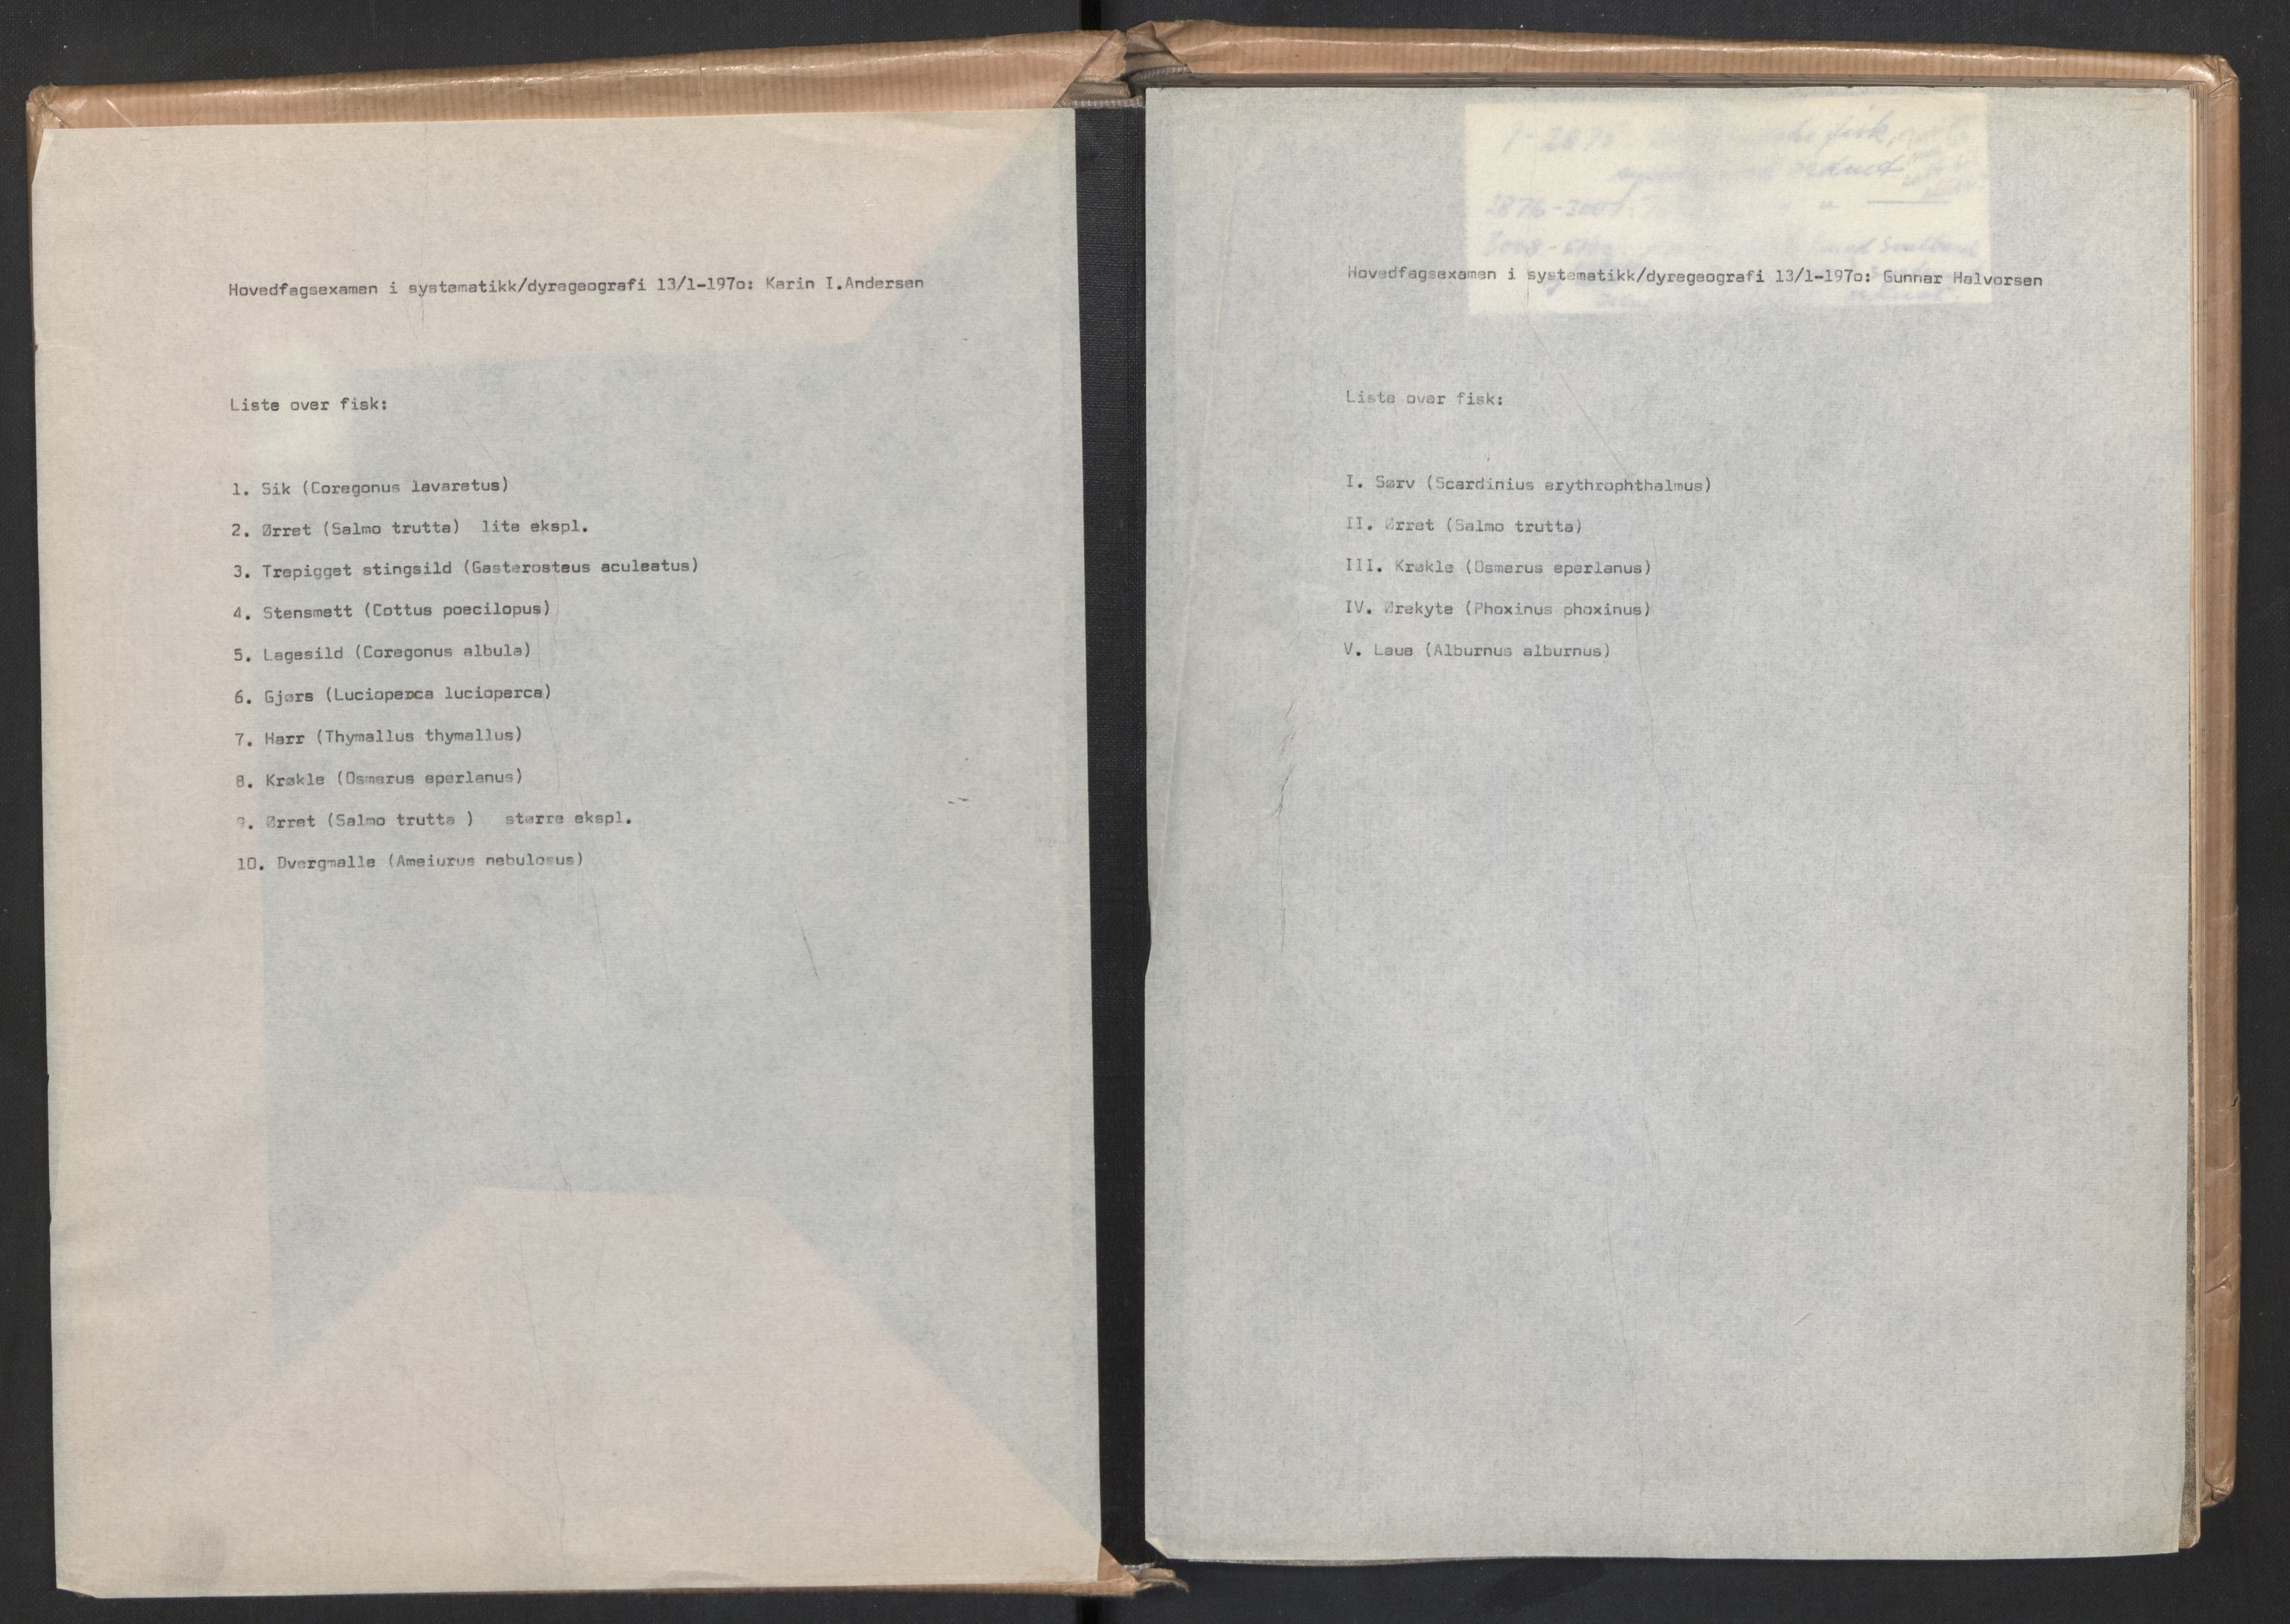 Hovedfagsexamen i systematikk/dyregeografi 13/1-197o: Karin I.Andersen
Liste over fisk:
1. Sik (Coregonus lavaretus)
2. Ørret (Salmo trutta) lite ekspl.
3. Trepigget stingsild (Gasterosteus aculeatus)
4. Stensmett (Cottus poecilopus)
5. Lagesild (Coregonus albula)
6. Gjørs (Lucioperca lucioperca)
7. Harr (Thymallus thymallus)
8. Krøkle (Osmerus eperlanus)
9. Ørret (Salmo trutta ) større ekspl.
10. Dvergmalle (Ameiurus nebulosus)
fisk,
ordnet
2876-3007
Hovedfagsexamen i systematikk/dyregeografi 13/1-197o: Gunnar Halvorsen
Liste over fisk:
I. Sørv (Scardinius erythrophthalmus)
II. Ørret (Salmo trutta)
III. Krøkle (Osmerus eperlanus)
IV. Ørekyte (Phoxinus phoxinus)
V. Laue (Alburnus alburnus)